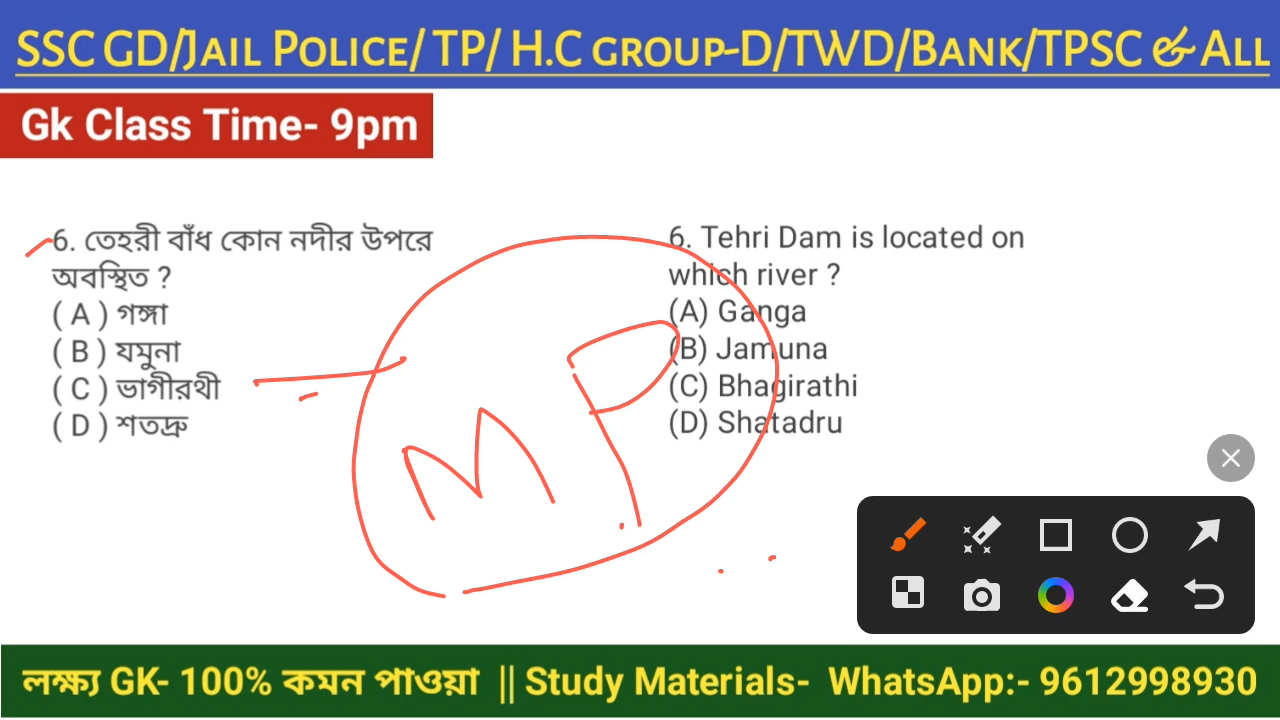 SSC GD/JAIL POLICE/ TP/ H.C GROUP-D/TWD/BANK/TPSC & ALL
Gk Class Time- 9pm
6. তেহরী বাঁধ কোন নদীর উপরে
অবস্থিত ?
( A ) গঙ্গা
( B ) যমুনা
( C ) ভাগীরথী
( D ) শতদ্রু
6. Tehri Dam is located on
which river ?
(A) Ganga
(B) Jamuna
(C) Bhagirathi
(D) Shatadru
MP
লক্ষ্য GK- 100% কমন পাওয়া || Study Materials- WhatsApp:- 9612998930